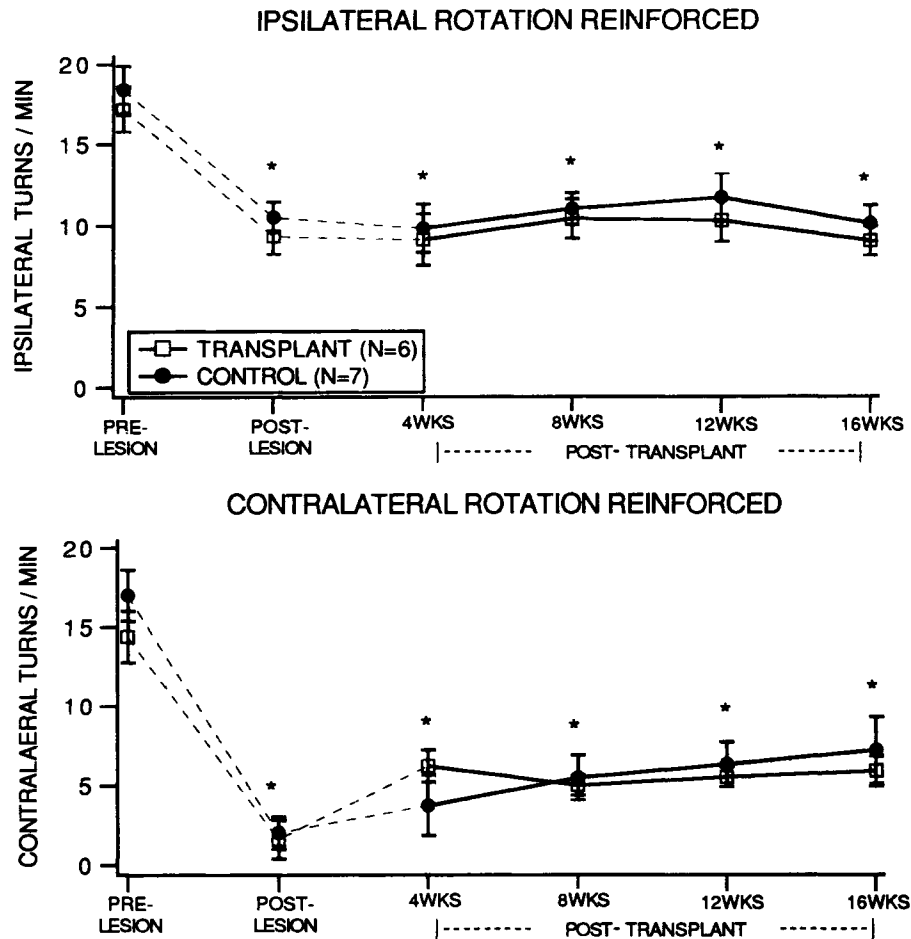 IPSILATERAL ROTATION REINFORCED
IPSILATERAL TURNS / MIN
20
15
10
5
0
* * * * *
TRANSPLANT (N=6)
CONTROL (N=7)
PRE-LESION
POST-LESION
4WKS 8WKS 12WKS 16WKS
|-------- POST- TRANSPLANT --------|
CONTRALATERAL ROTATION REINFORCED
CONTRALAERAL TURNS / MIN
20
15
10
5
0
* * * * *
PRE-LESION
POST-LESION
4WKS 8WKS 12WKS 16WKS
|-------- POST- TRANSPLANT --------|